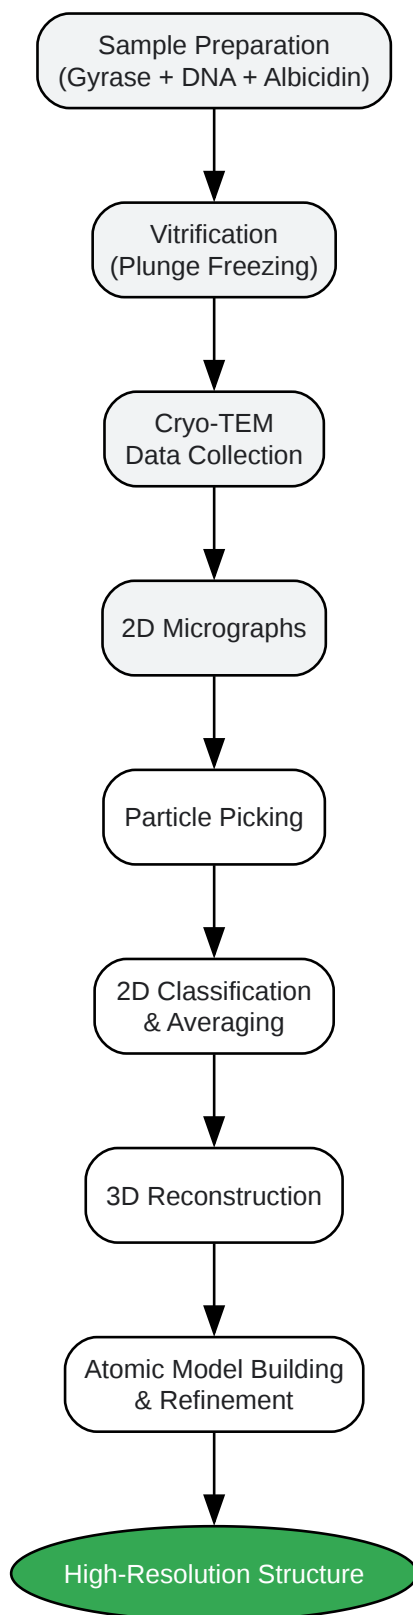 Sample Preparation
(Gyrase + DNA + Albicidin)
Vitrification
(Plunge Freezing)
Cryo-TEM
Data Collection
2D Micrographs
Particle Picking
2D Classification
& Averaging
3D Reconstruction
Atomic Model Building
& Refinement
High-Resolution Structure